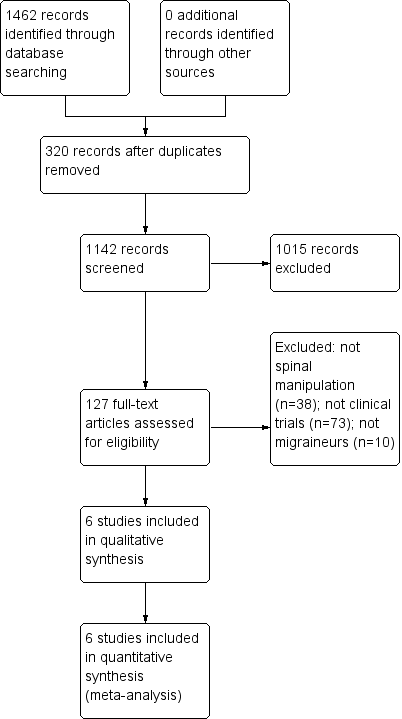 1462 records
identified through
database
searching
0 additional
records identified
through other
sources
320 records after duplicates
removed
1142 records
screened
1015 records
excluded
127 full-text
articles assessed
for eligibility
Excluded: not
spinal
manipulation
(n=38); not clinical
trials (n=73); not
migraineurs (n=10)
6 studies included
in qualitative
synthesis
6 studies included
in quantitative
synthesis
(meta-analysis)